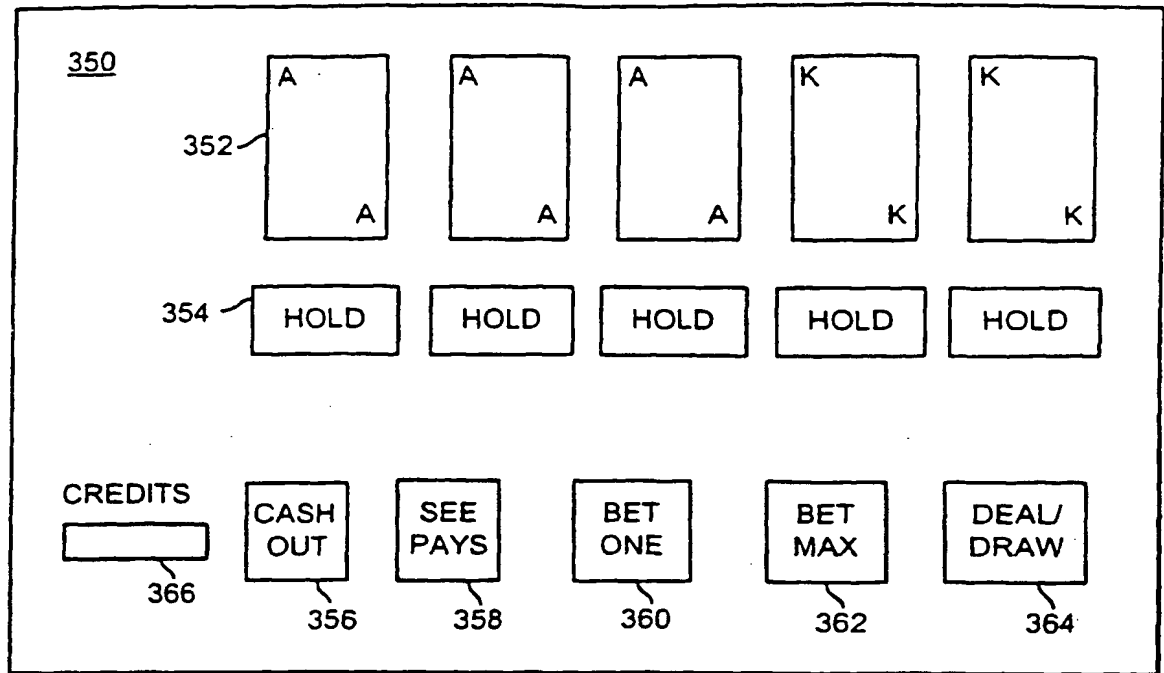 350
A A A K K
352
A A A K K
354 HOLD HOLD HOLD HOLD HOLD
CREDITS
CASH OUT
SEE PAYS
BET ONE
BET MAX
DEAL/ DRAW
366 356 358 360 362 364